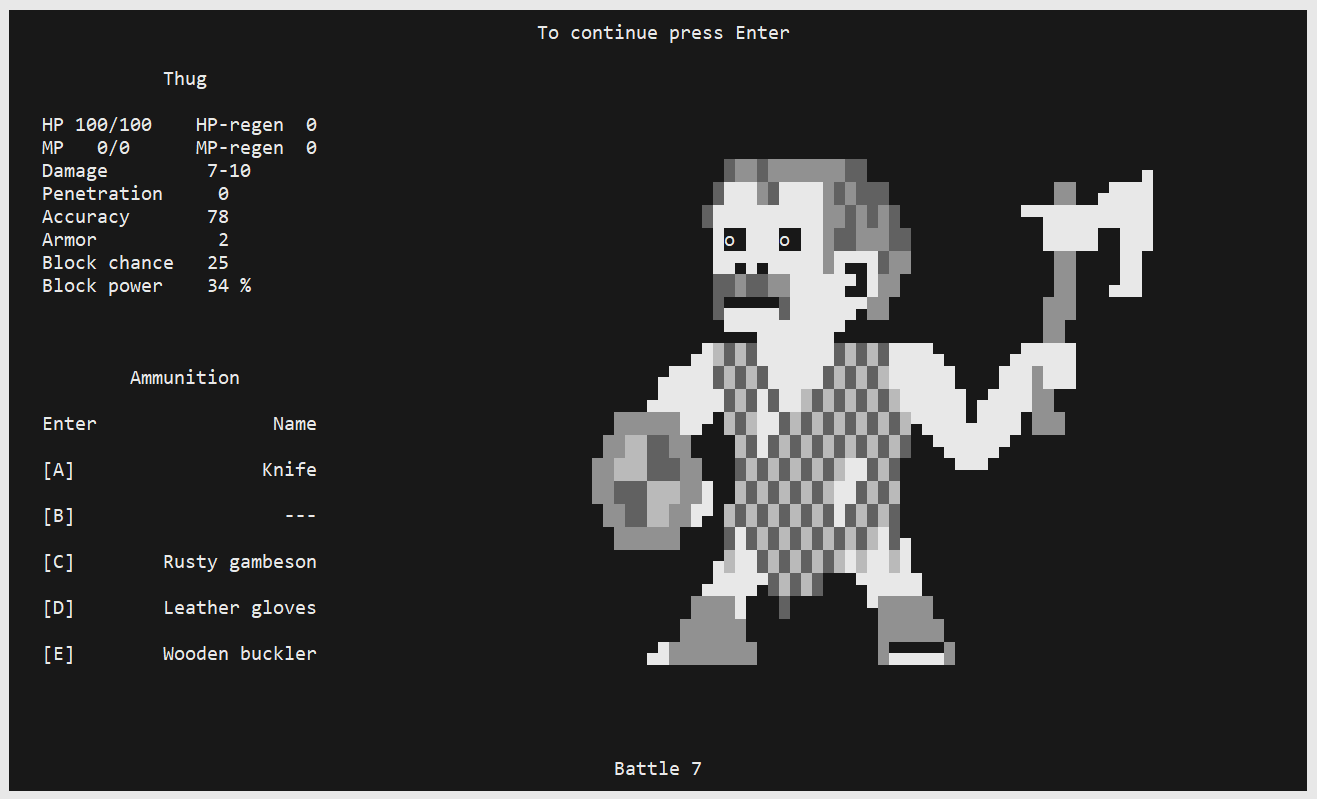 To continue press Enter
Thug
HP 100/100 HP-regen 0
MP 0/0 MP-regen 0
Damage 7-10
Penetration 0
Accuracy 78
Armor 2
Block chance 25
Block power 34 %
Ammunition
Enter Name
[A] Knife
[B] ---
[C] Rusty gambeson
[D] Leather gloves
[E] Wooden buckler
Battle 7